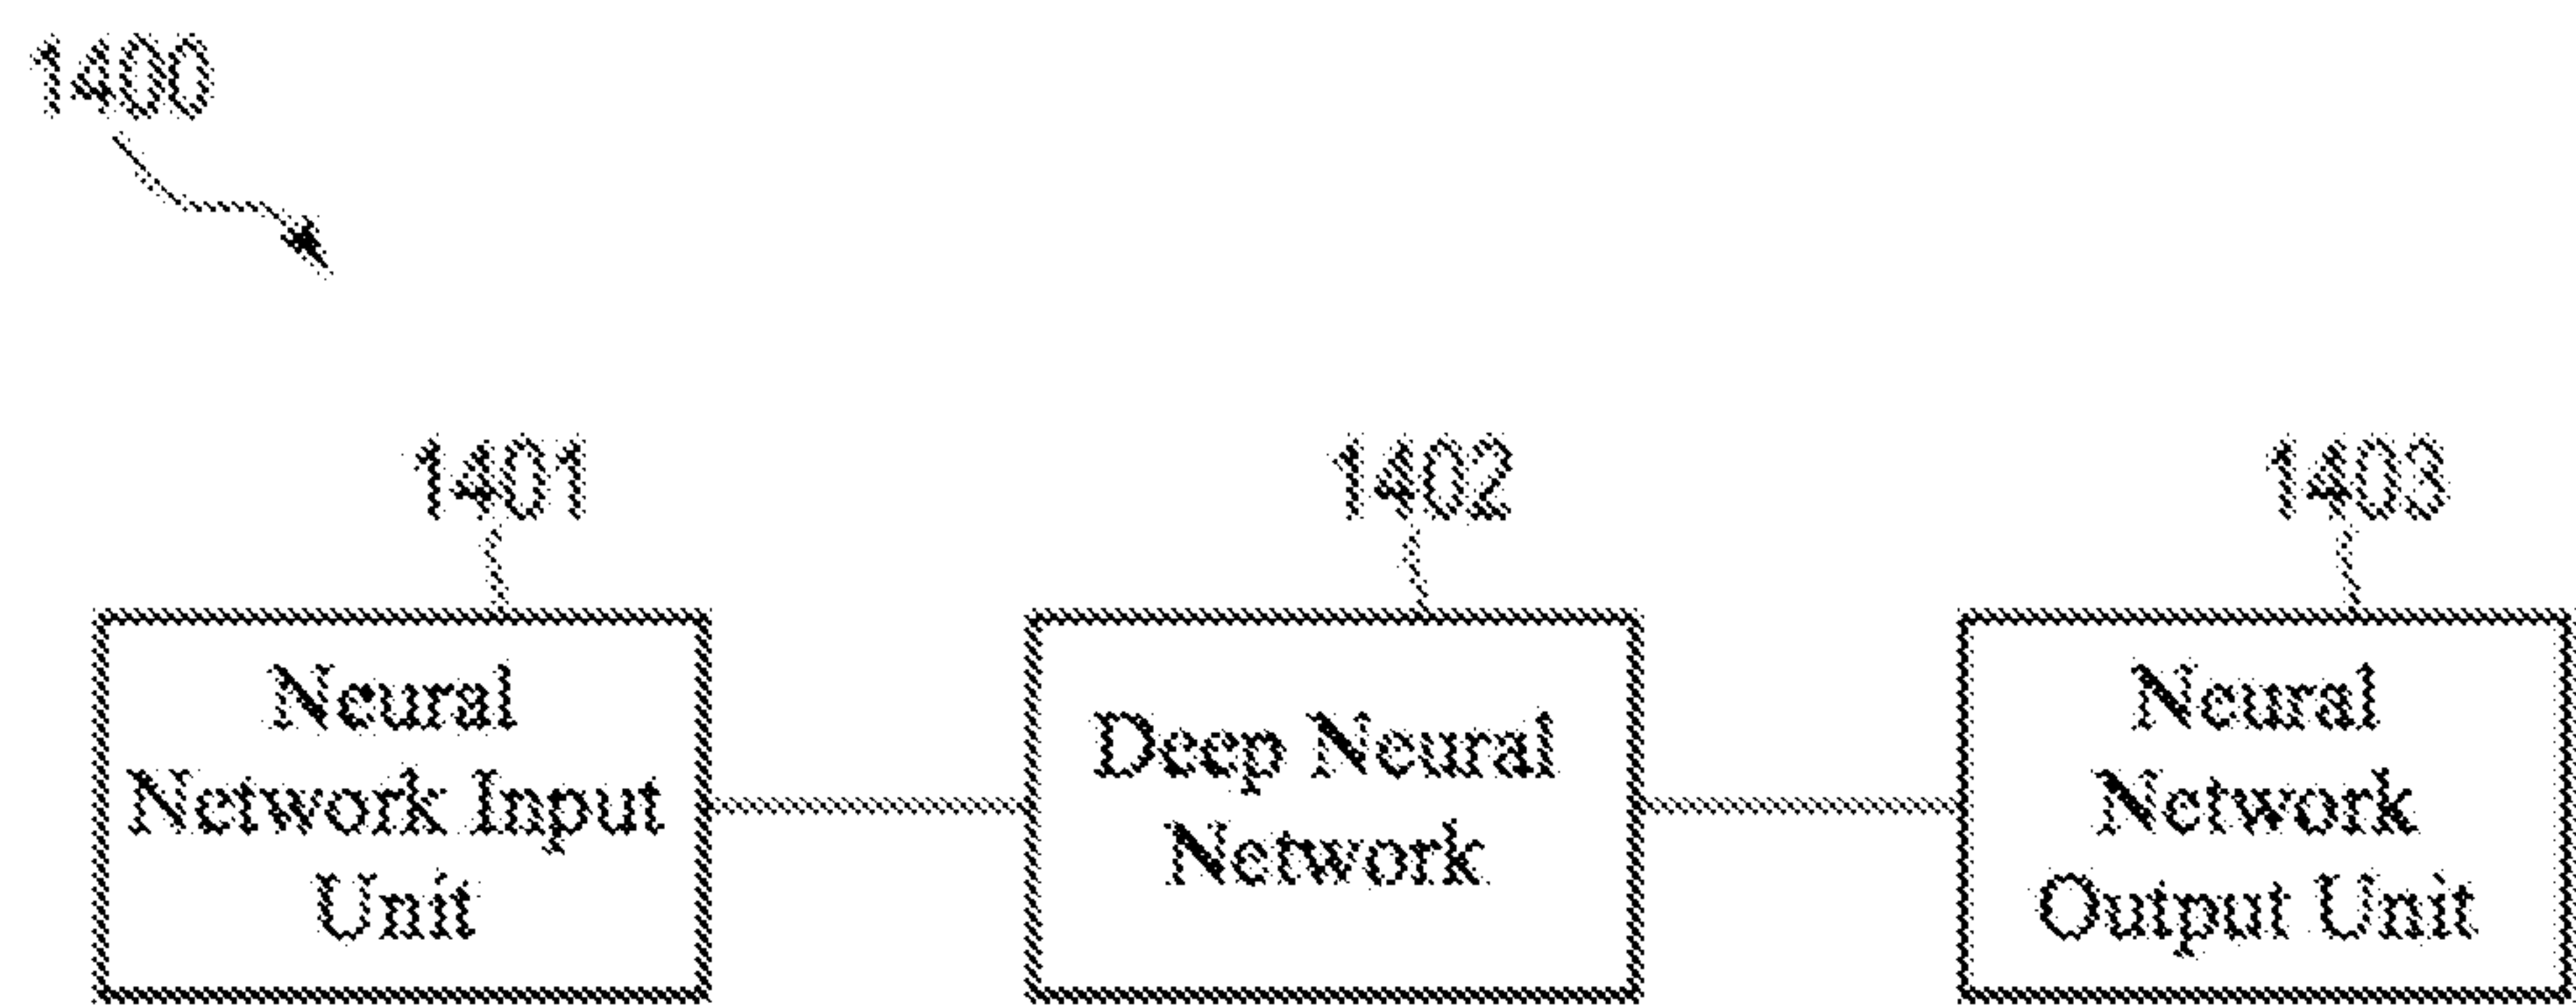 1400
1401
1402
1403
Neural
Network Input
Unit
Deep Neural
Network
Neural
Network
Output Unit